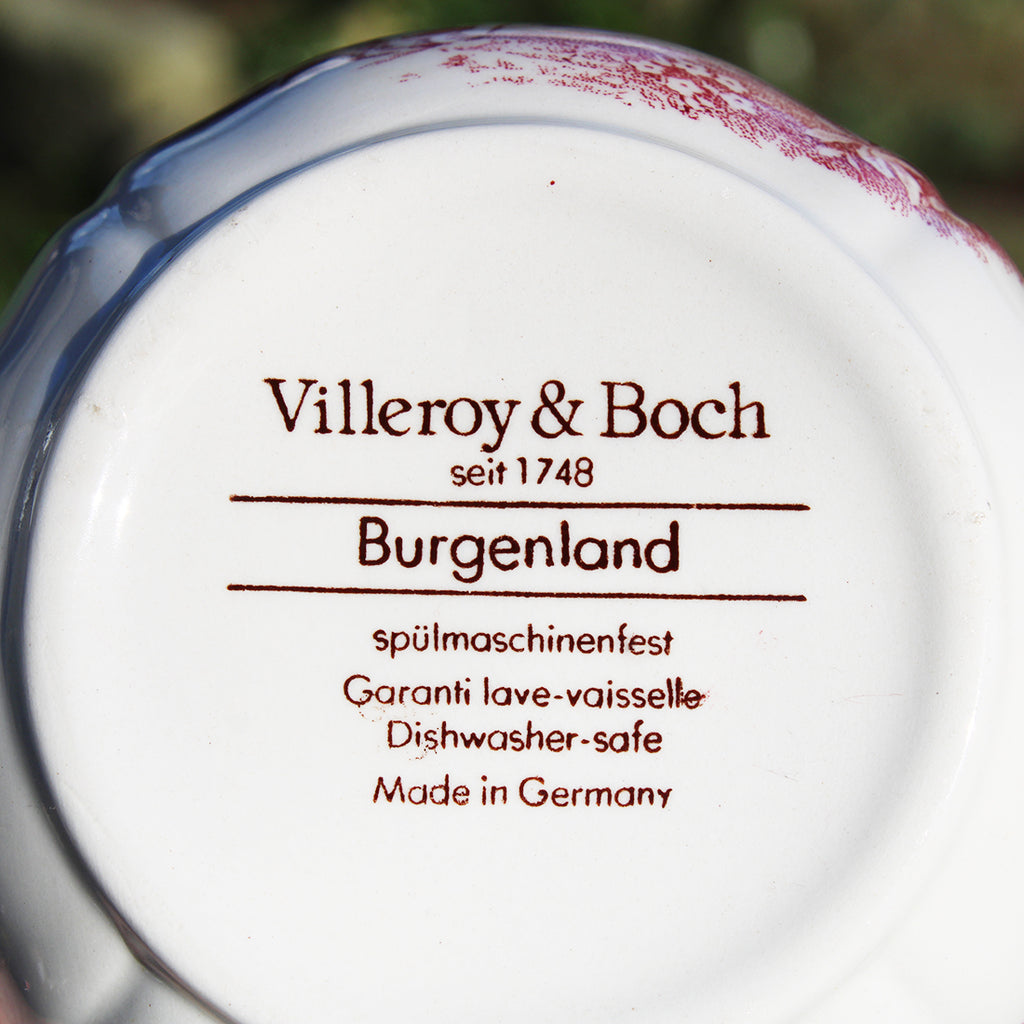 Villeroy & Boch
seit 1748
Burgenland
spülmaschinenfest
Garanti lave-vaisselle
Dishwasher-safe
Made in Germany